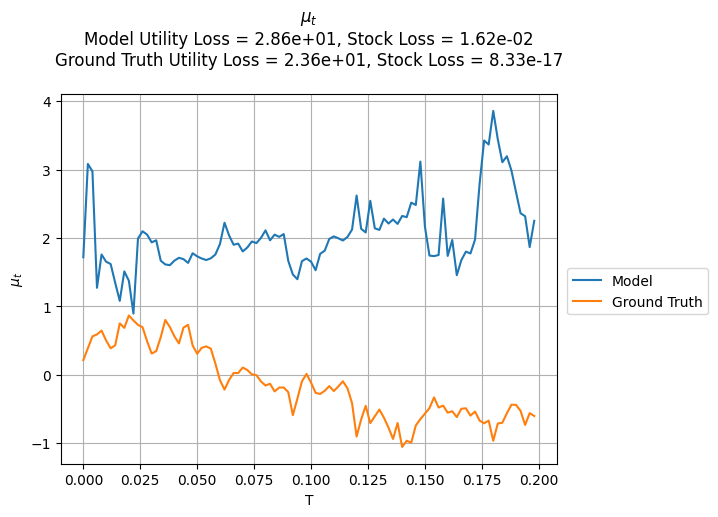 μ_t
Model Utility Loss = 2.86e+01, Stock Loss = 1.62e-02
Ground Truth Utility Loss = 2.36e+01, Stock Loss = 8.33e-17
4
3
2
1
0
−1
μ_t
0.000 0.025 0.050 0.075 0.100 0.125 0.150 0.175 0.200
T
Model
Ground Truth